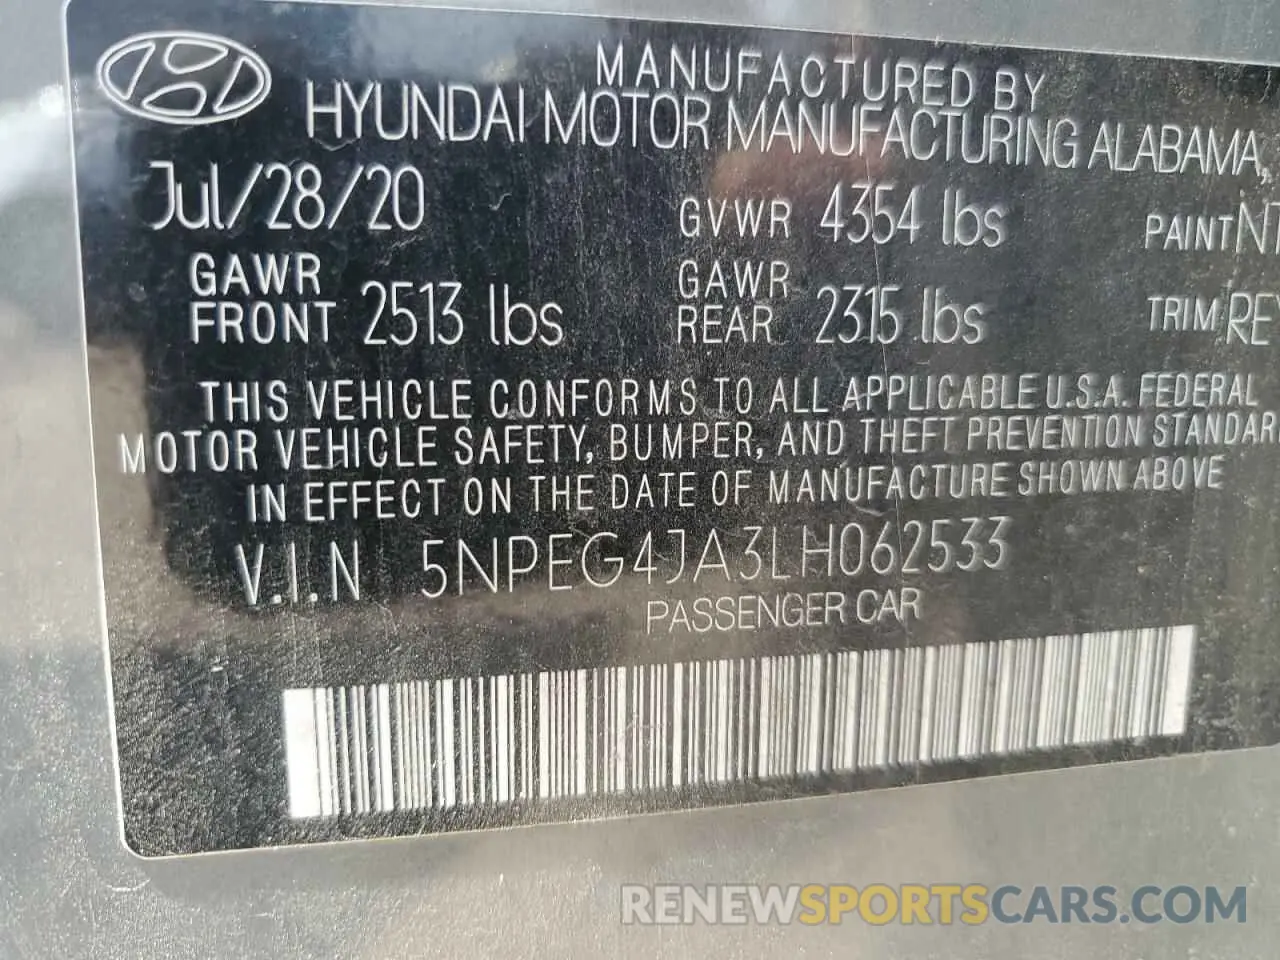 MANUFACTURED BY
HYUNDAI MOTOR MANUFACTURING ALABAMA,
Jul/28/20 GVWR 4354 lbs PAINT
GAWR FRONT 2513 lbs GAWR REAR 2315 lbs TRIM RE
THIS VEHICLE CONFORMS TO ALL APPLICABLE U.S.A. FEDERAL
MOTOR VEHICLE SAFETY, BUMPER, AND THEFT PREVENTION STANDAR
IN EFFECT ON THE DATE OF MANUFACTURE SHOWN ABOVE
V.I.N 5NPEG4JA3LH062533
PASSENGER CAR
RENEWSPORTSCARS.COM